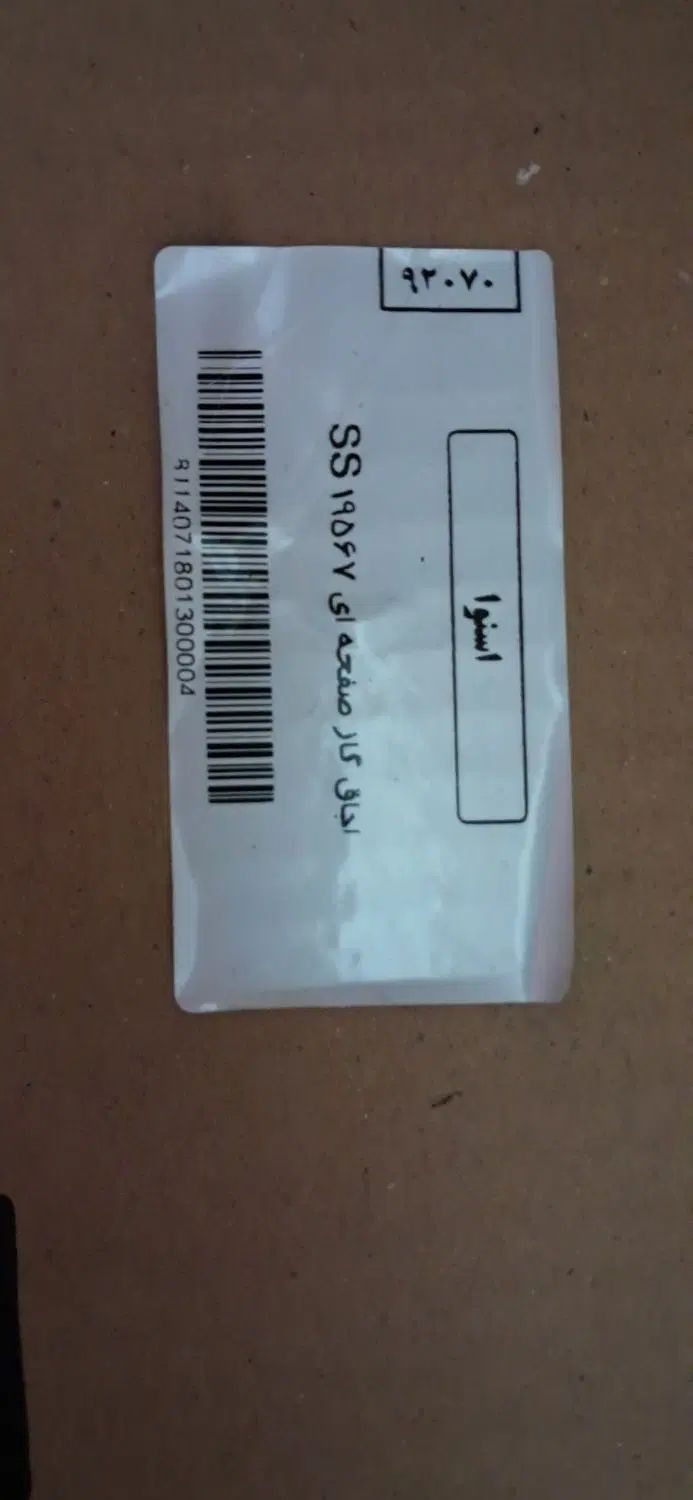 ۹۲۰۷۰
اسنوا
اجاق گاز صفحه ای SS ۱۹۵۶۷
8114071801300004